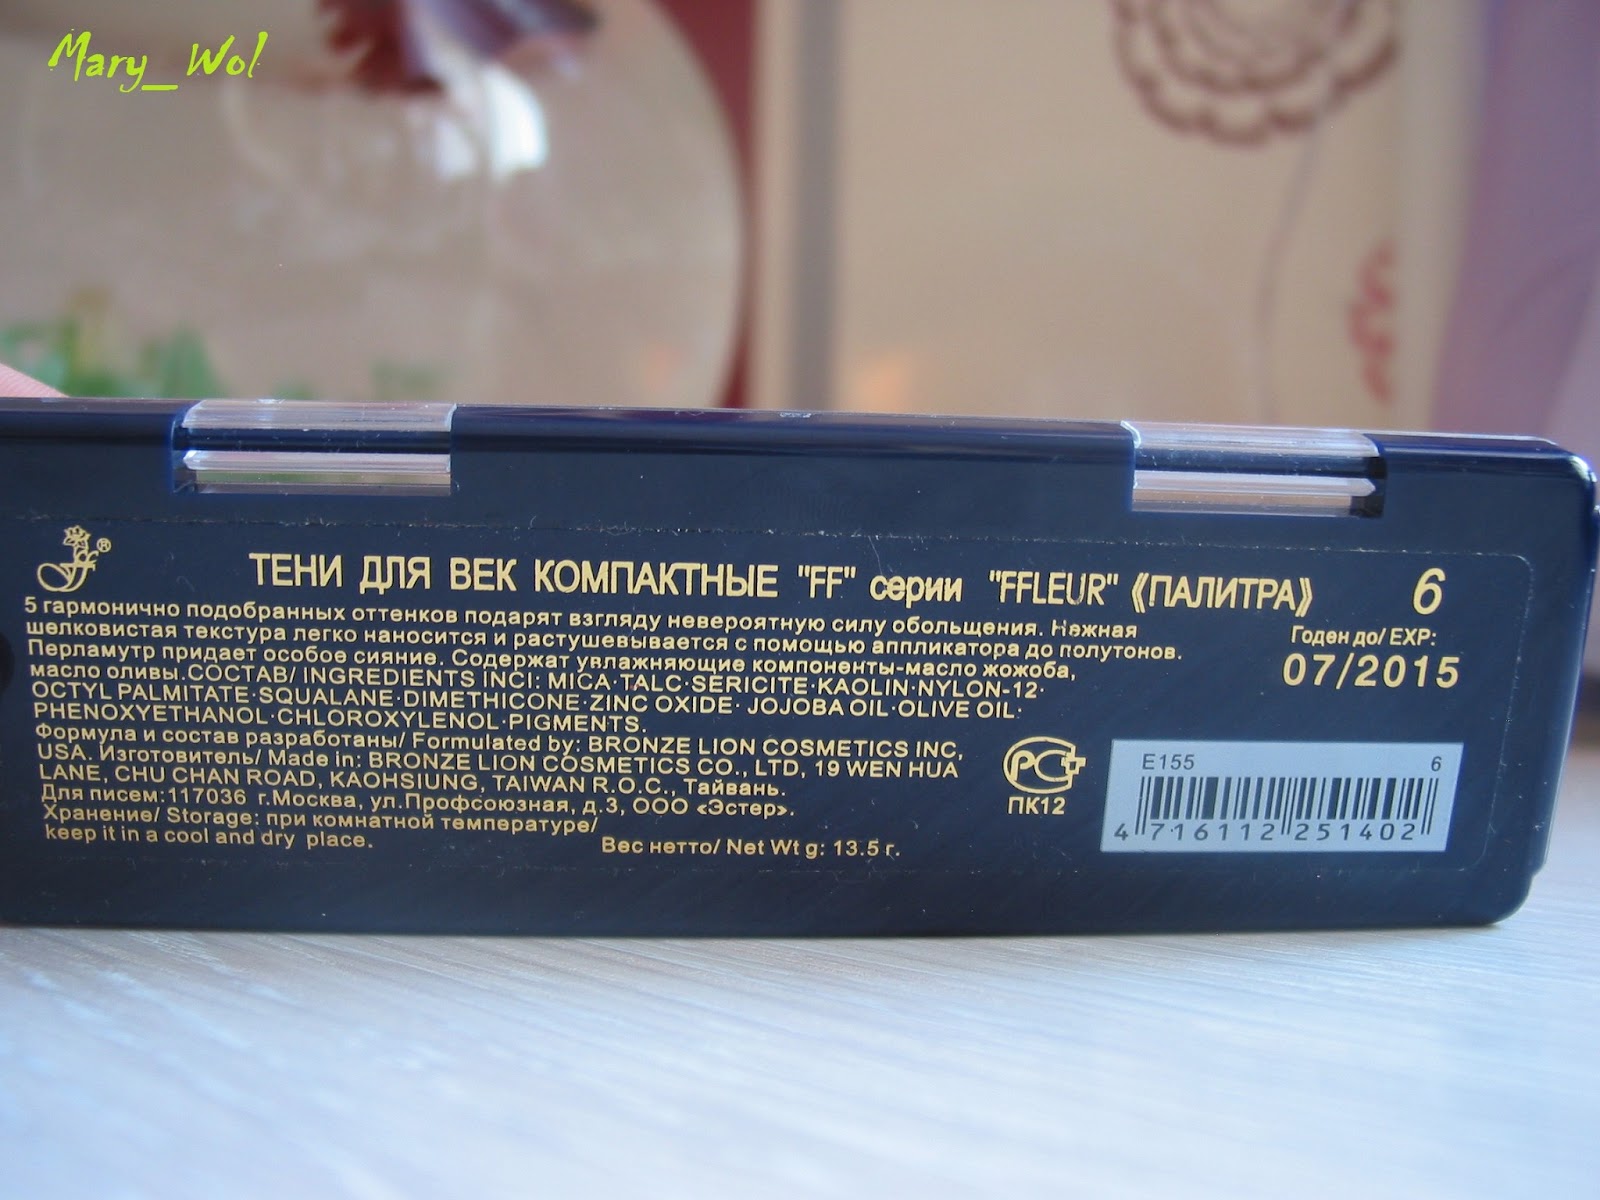 Mary_Wol
ff®
ТЕНИ ДЛЯ ВЕК КОМПАКТНЫЕ "FF" серии "FFLEUR" 《ПАЛИТРА》 6
5 гармонично подобранных оттенков подарят взгляду невероятную силу обольщения. Нежная
шелковистая текстура легко наносится и растушевывается с помощью аппликатора до полутонов.
Перламутр придает особое сияние. Содержат увлажняющие компоненты-масло жожоба,
масло оливы.СОСТАВ/ INGREDIENTS INCI: MICA·TALC·SERICITE·KAOLIN·NYLON-12·
OCTYL PALMITATE·SQUALANE·DIMETHICONE·ZINC OXIDE·JOJOBA OIL·OLIVE OIL·
PHENOXYETHANOL·CHLOROXYLENOL·PIGMENTS.
Формула и состав разработаны/ Formulated by: BRONZE LION COSMETICS INC,
USA. Изготовитель/ Made in: BRONZE LION COSMETICS CO., LTD, 19 WEN HUA
LANE, CHU CHAN ROAD, KAOHSIUNG, TAIWAN R.O.C., Тайвань.
Для писем:117036 г.Москва, ул.Профсоюзная, д.3, ООО «Эстер».
Хранение/ Storage: при комнатной температуре/
keep it in a cool and dry place.
Вес нетто/ Net Wt g: 13.5 г.
Годен до/ EXP:
07/2015
РСТ
ПК12
E155 6
4 716112 251402